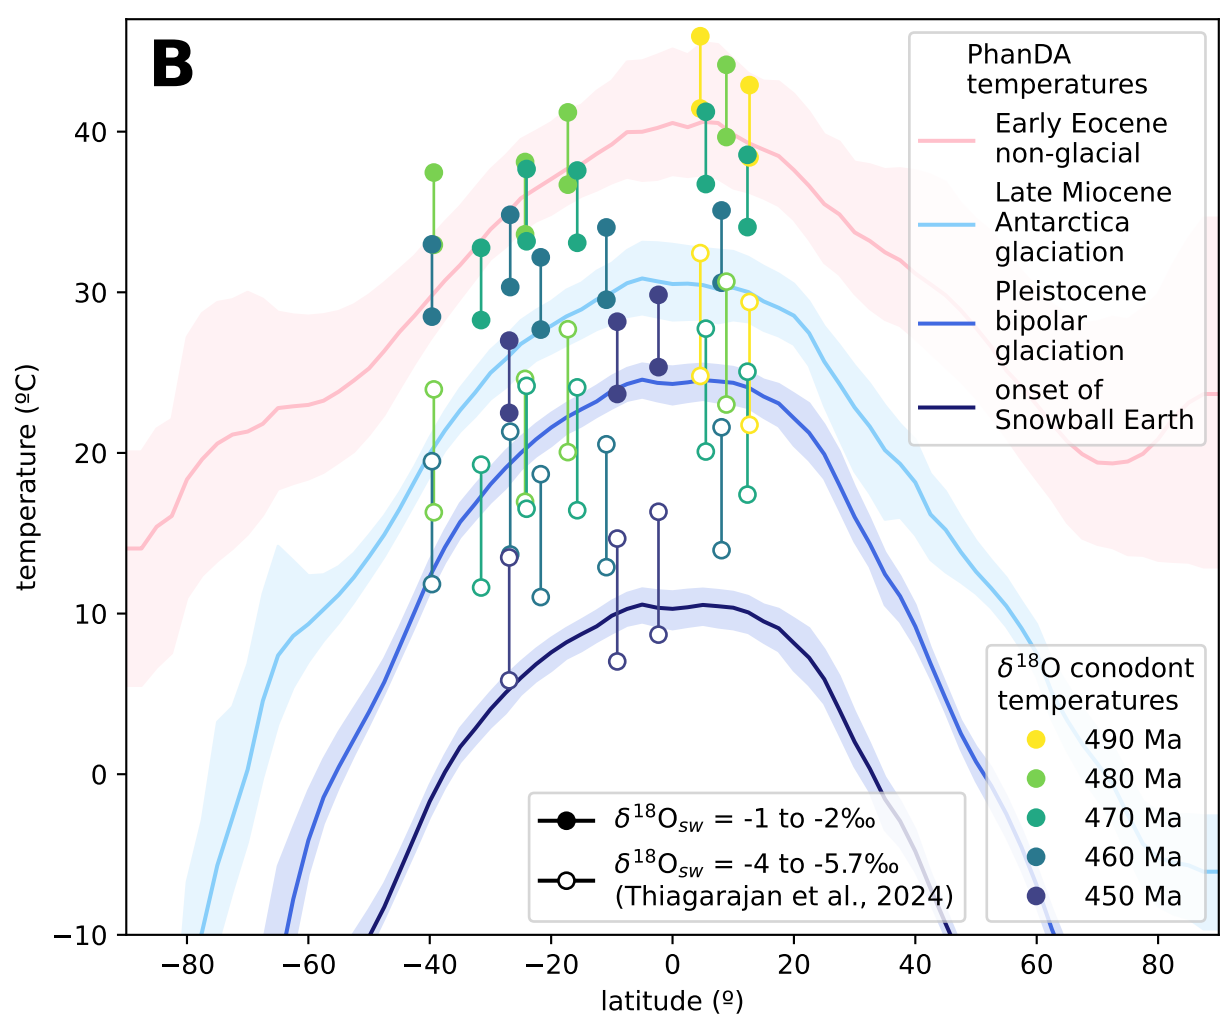 B
PhanDA
temperatures
Early Eocene
non-glacial
Late Miocene
Antarctica
glaciation
Pleistocene
bipolar
glaciation
onset of
Snowball Earth
40
30
20
10
0
−10
temperature (ºC)
δ¹⁸O conodont
temperatures
490 Ma
480 Ma
470 Ma
460 Ma
450 Ma
δ¹⁸Osw = -1 to -2‰
δ¹⁸Osw = -4 to -5.7‰
(Thiagarajan et al., 2024)
−80 −60 −40 −20 0 20 40 60 80
latitude (º)